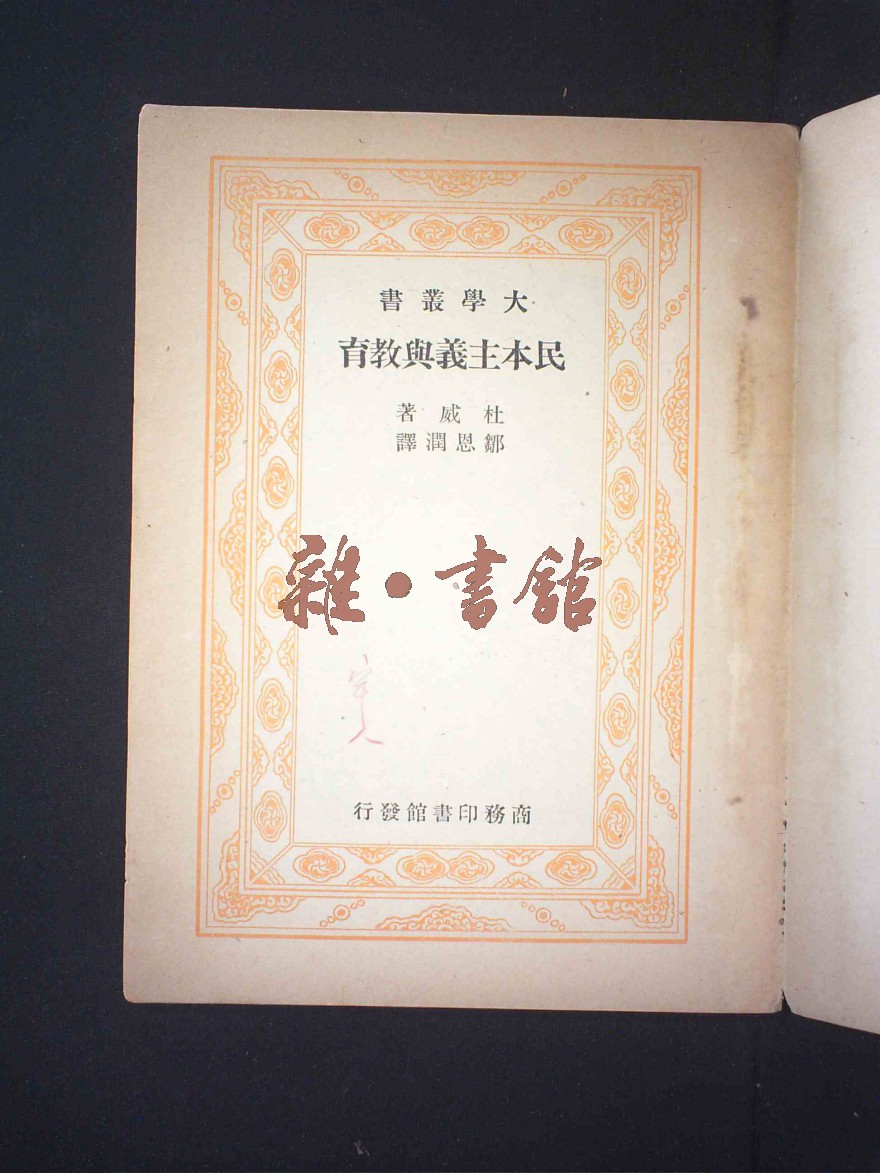 大學叢書
民本主義與教育
杜威著
鄒恩潤譯
雜·書館
商務印書館發行